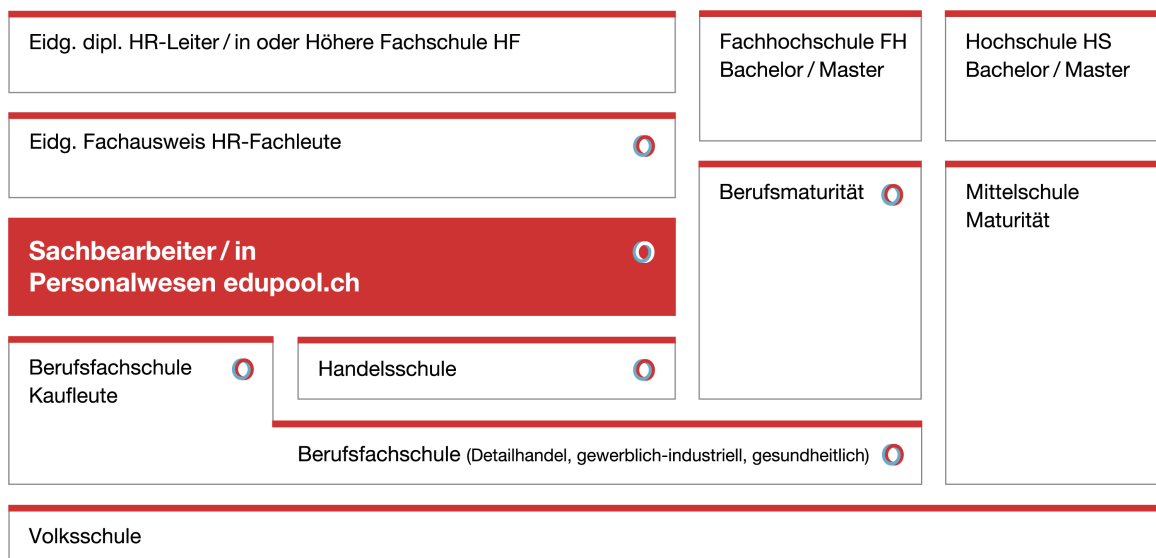 Eidg. dipl. HR-Leiter / in oder Höhere Fachschule HF
Fachhochschule FH
Bachelor / Master
Hochschule HS
Bachelor / Master
Eidg. Fachausweis HR-Fachleute
Berufsmaturität
Mittelschule
Maturität
Sachbearbeiter / in
Personalwesen edupool.ch
Berufsfachschule
Kaufleute
Handelsschule
Berufsfachschule (Detailhandel, gewerblich-industriell, gesundheitlich)
Volksschule